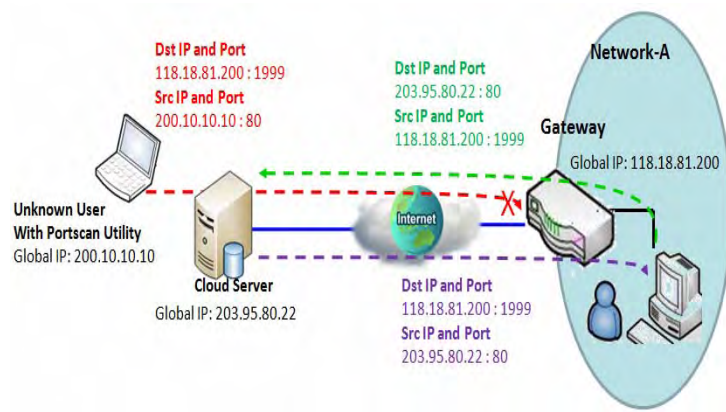 Dst IP and Port
118.18.81.200 : 1999
Src IP and Port
200.10.10.10 : 80
Dst IP and Port
203.95.80.22 : 80
Src IP and Port
118.18.81.200 : 1999
Network-A
Gateway
Global IP: 118.18.81.200
Unknown User
With Portscan Utility
Global IP: 200.10.10.10
Internet
Cloud Server
Global IP: 203.95.80.22
Dst IP and Port
118.18.81.200 : 1999
Src IP and Port
203.95.80.22 : 80